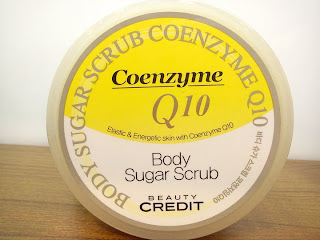 BODY SUGAR SCRUB COENZYME Q10
Coenzyme
Q10
Elastic & Energetic skin with Coenzyme Q10
Body
Sugar Scrub
BEAUTY
CREDIT